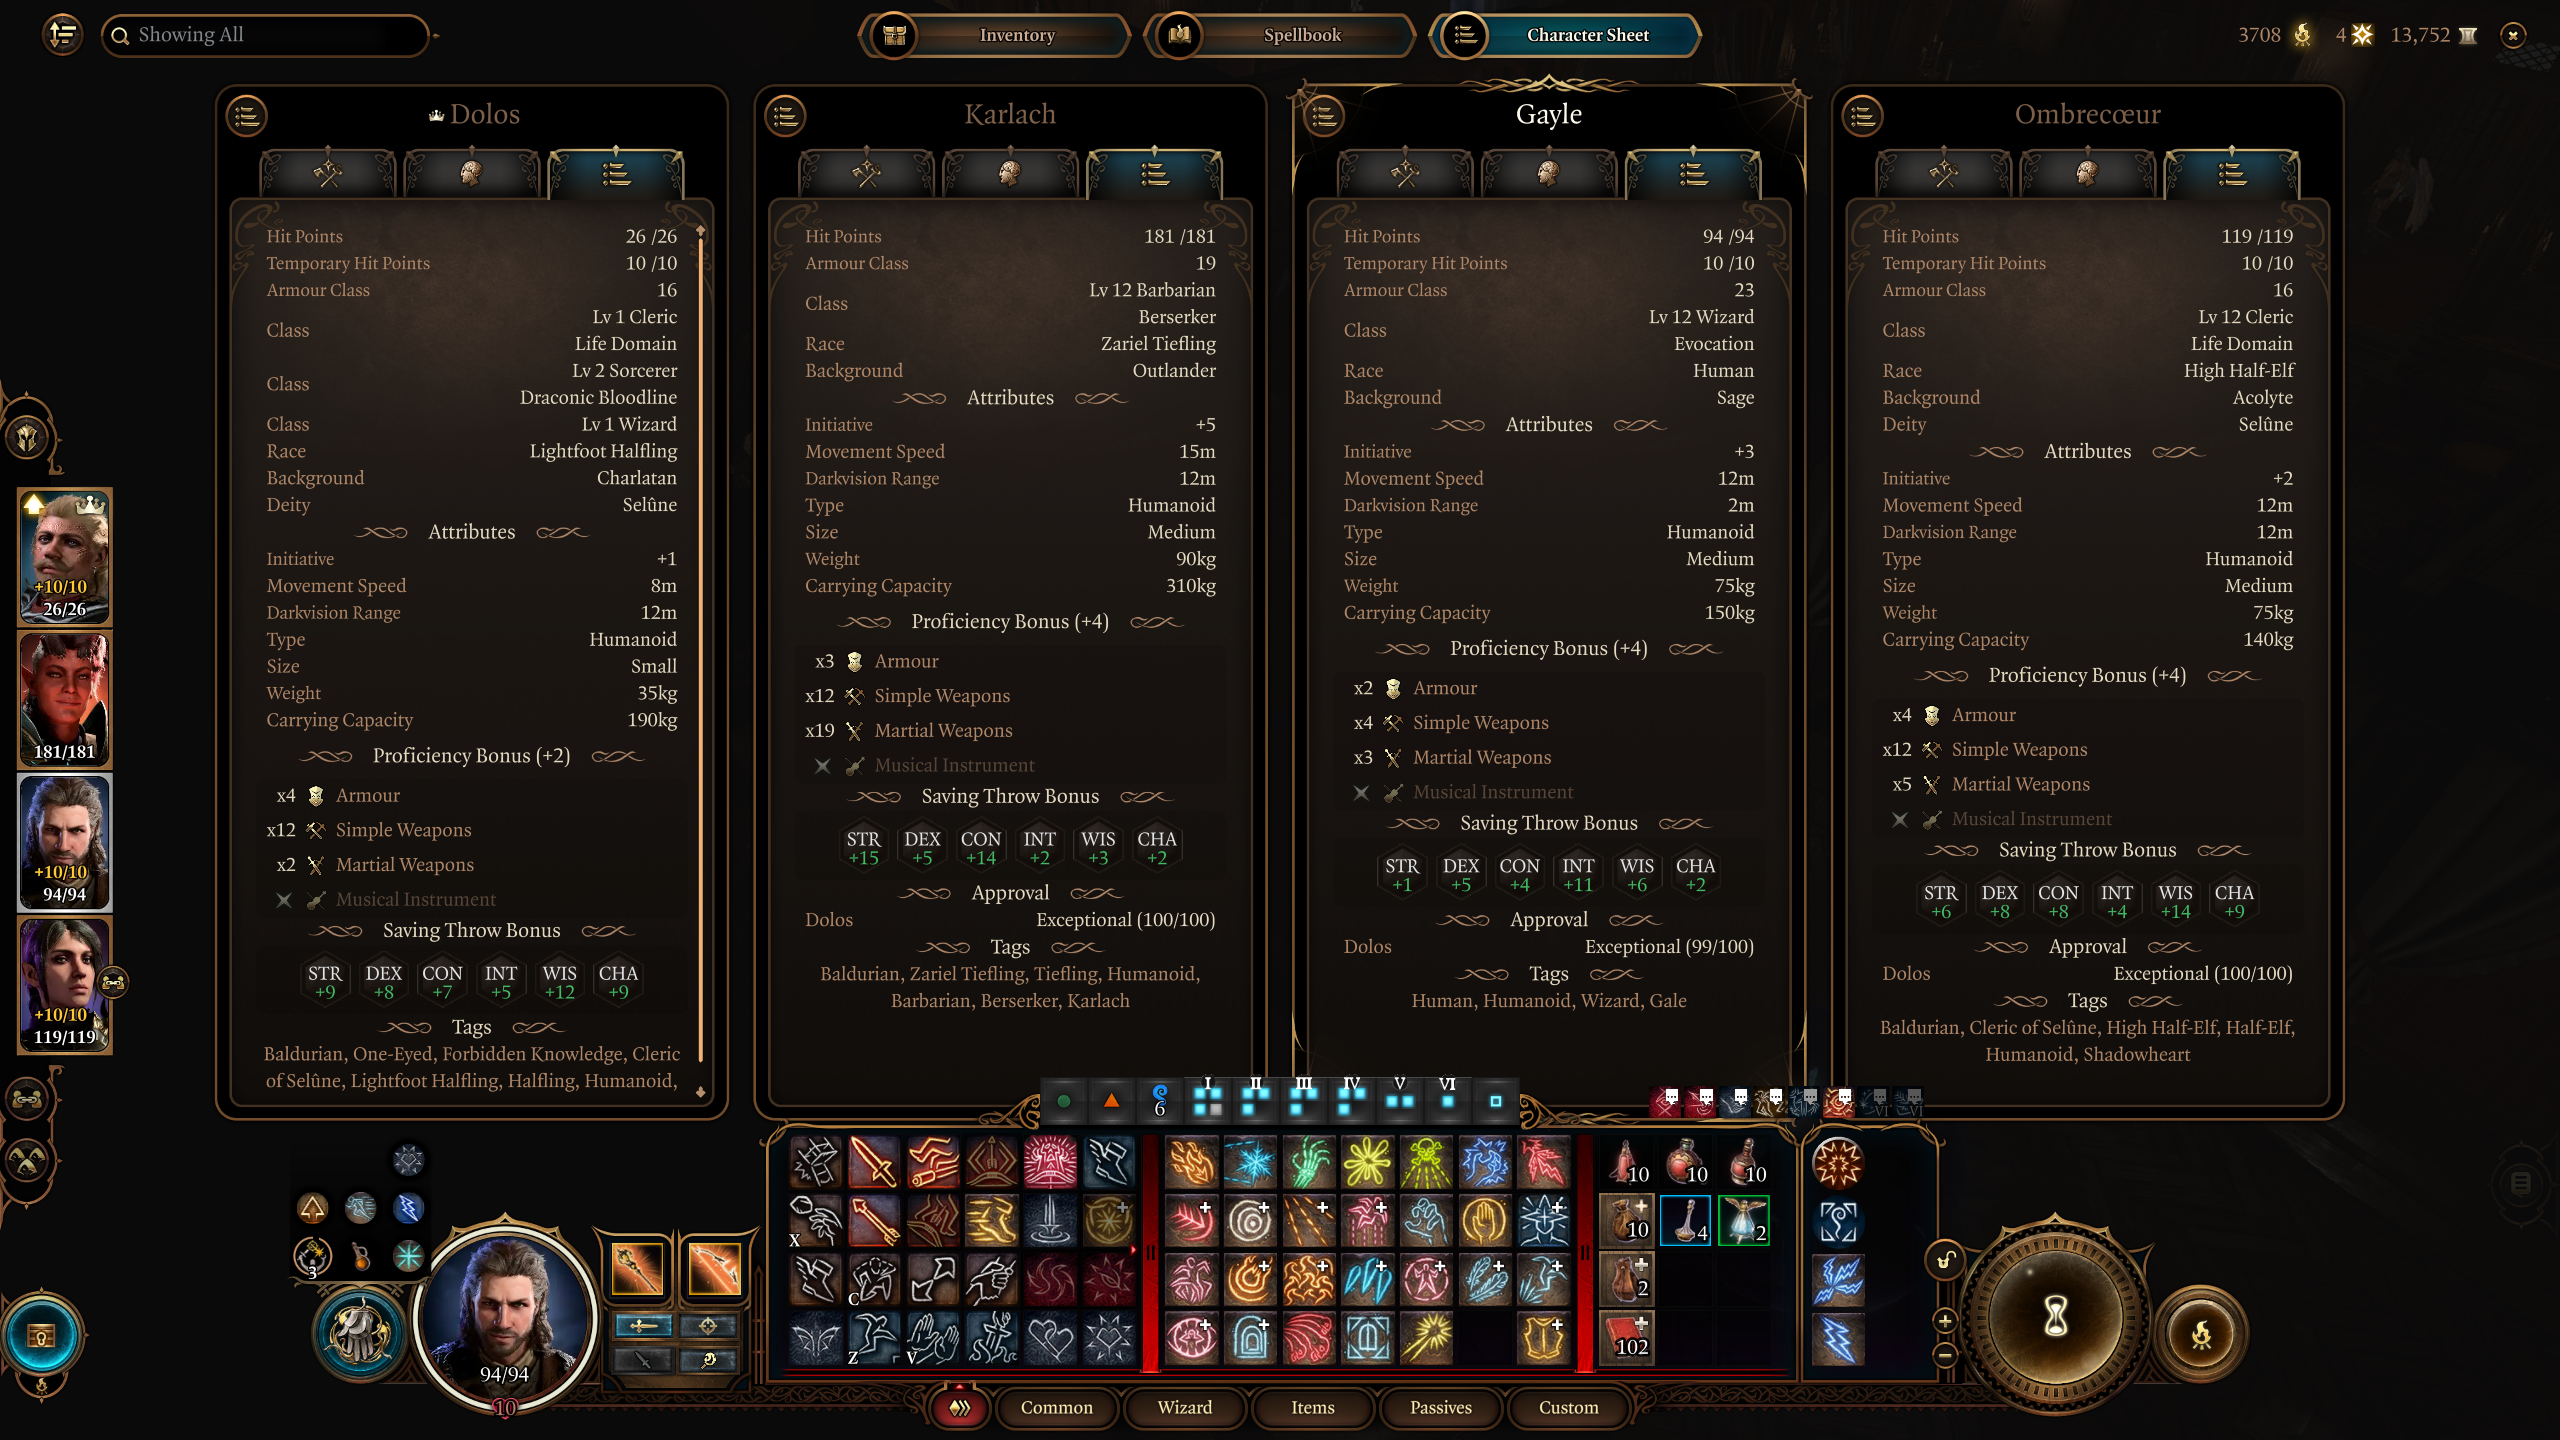 Showing All
Inventory
Spellbook
Character Sheet
3708
4
13,752
Dolos
Hit Points 26 /26
Temporary Hit Points 10 /10
Armour Class 16
Class Lv 1 Cleric
Life Domain
Class Lv 2 Sorcerer
Draconic Bloodline
Class Lv 1 Wizard
Race Lightfoot Halfling
Background Charlatan
Deity Selûne
Attributes
Initiative +1
Movement Speed 8m
Darkvision Range 12m
Type Humanoid
Size Small
Weight 35kg
Carrying Capacity 190kg
Proficiency Bonus (+2)
x4 Armour
x12 Simple Weapons
x2 Martial Weapons
Musical Instrument
Saving Throw Bonus
STR DEX CON INT WIS CHA
+9 +8 +7 +5 +12 +9
Tags
Baldurian, One-Eyed, Forbidden Knowledge, Cleric
of Selûne, Lightfoot Halfling, Halfling, Humanoid,
Karlach
Hit Points 181 /181
Armour Class 19
Class Lv 12 Barbarian
Berserker
Race Zariel Tiefling
Background Outlander
Attributes
Initiative +5
Movement Speed 15m
Darkvision Range 12m
Type Humanoid
Size Medium
Weight 90kg
Carrying Capacity 310kg
Proficiency Bonus (+4)
x3 Armour
x12 Simple Weapons
x19 Martial Weapons
Musical Instrument
Saving Throw Bonus
STR DEX CON INT WIS CHA
+15 +5 +14 +2 +3 +2
Approval
Dolos Exceptional (100/100)
Tags
Baldurian, Zariel Tiefling, Tiefling, Humanoid,
Barbarian, Berserker, Karlach
Gayle
Hit Points 94 /94
Temporary Hit Points 10 /10
Armour Class 23
Class Lv 12 Wizard
Evocation
Race Human
Background Sage
Attributes
Initiative +3
Movement Speed 12m
Darkvision Range 2m
Type Humanoid
Size Medium
Weight 75kg
Carrying Capacity 150kg
Proficiency Bonus (+4)
x2 Armour
x4 Simple Weapons
x3 Martial Weapons
Musical Instrument
Saving Throw Bonus
STR DEX CON INT WIS CHA
+1 +5 +4 +11 +6 +2
Approval
Dolos Exceptional (99/100)
Tags
Human, Humanoid, Wizard, Gale
Ombrecœur
Hit Points 119 /119
Temporary Hit Points 10 /10
Armour Class 16
Class Lv 12 Cleric
Life Domain
Race High Half-Elf
Background Acolyte
Deity Selûne
Attributes
Initiative +2
Movement Speed 12m
Darkvision Range 12m
Type Humanoid
Size Medium
Weight 75kg
Carrying Capacity 140kg
Proficiency Bonus (+4)
x4 Armour
x12 Simple Weapons
x5 Martial Weapons
Musical Instrument
Saving Throw Bonus
STR DEX CON INT WIS CHA
+6 +8 +8 +4 +14 +9
Approval
Dolos Exceptional (100/100)
Tags
Baldurian, Cleric of Selûne, High Half-Elf, Half-Elf,
Humanoid, Shadowheart
+10/10
26/26
181/181
+10/10
94/94
+10/10
119/119
6 I II III IV V VI
VI VI
10 10 10
X
10 4 2
3
C
2
Z V
102
94/94
10
Common
Wizard
Items
Passives
Custom